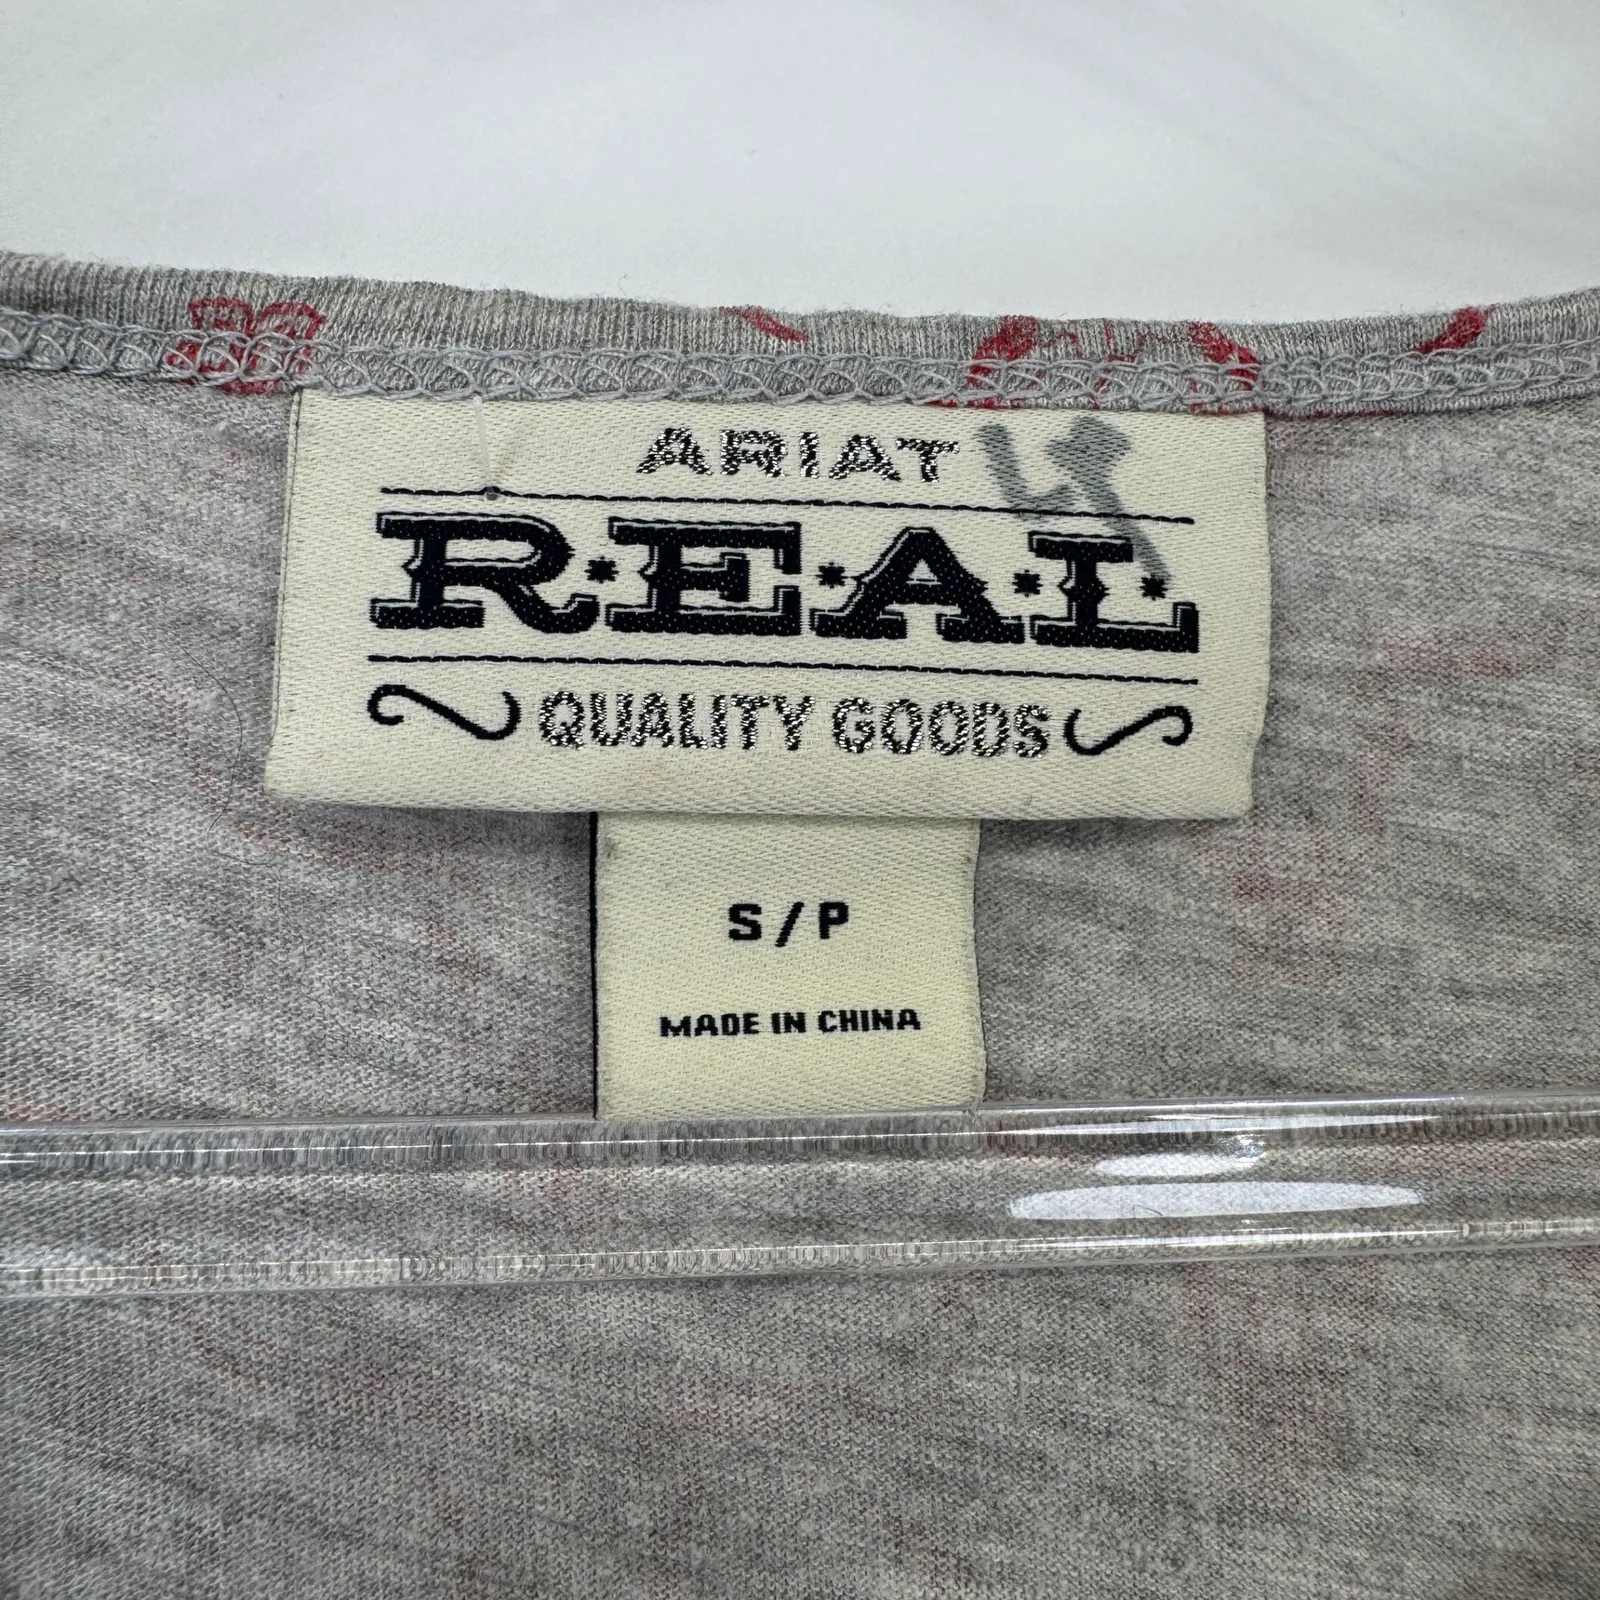 ARIAT
R.E.A.L.
QUALITY GOODS
S/P
MADE IN CHINA